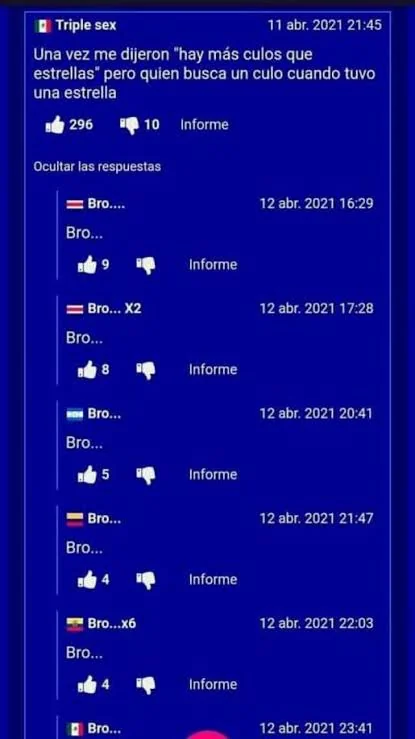 Triple sex 11 abr. 2021 21:45
Una vez me dijeron "hay más culos que
estrellas" pero quien busca un culo cuando tuvo
una estrella
296 10 Informe
Ocultar las respuestas
Bro.... 12 abr. 2021 16:29
Bro...
9 Informe
Bro... X2 12 abr. 2021 17:28
Bro...
8 Informe
Bro... 12 abr. 2021 20:41
Bro...
5 Informe
Bro... 12 abr. 2021 21:47
Bro...
4 Informe
Bro...x6 12 abr. 2021 22:03
Bro...
4 Informe
Bro... 12 abr. 2021 23:41